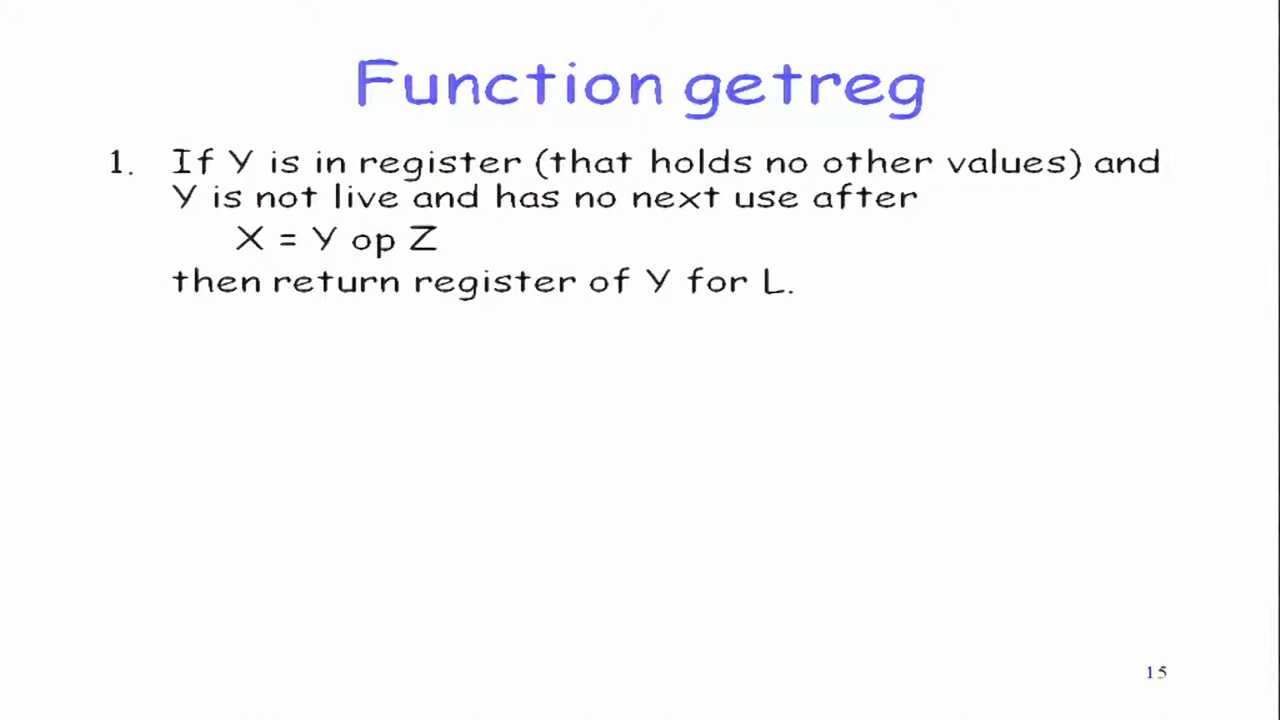 Function getreg
1. If Y is in register (that holds no other values) and
Y is not live and has no next use after
X = Y op Z
then return register of Y for L.
15